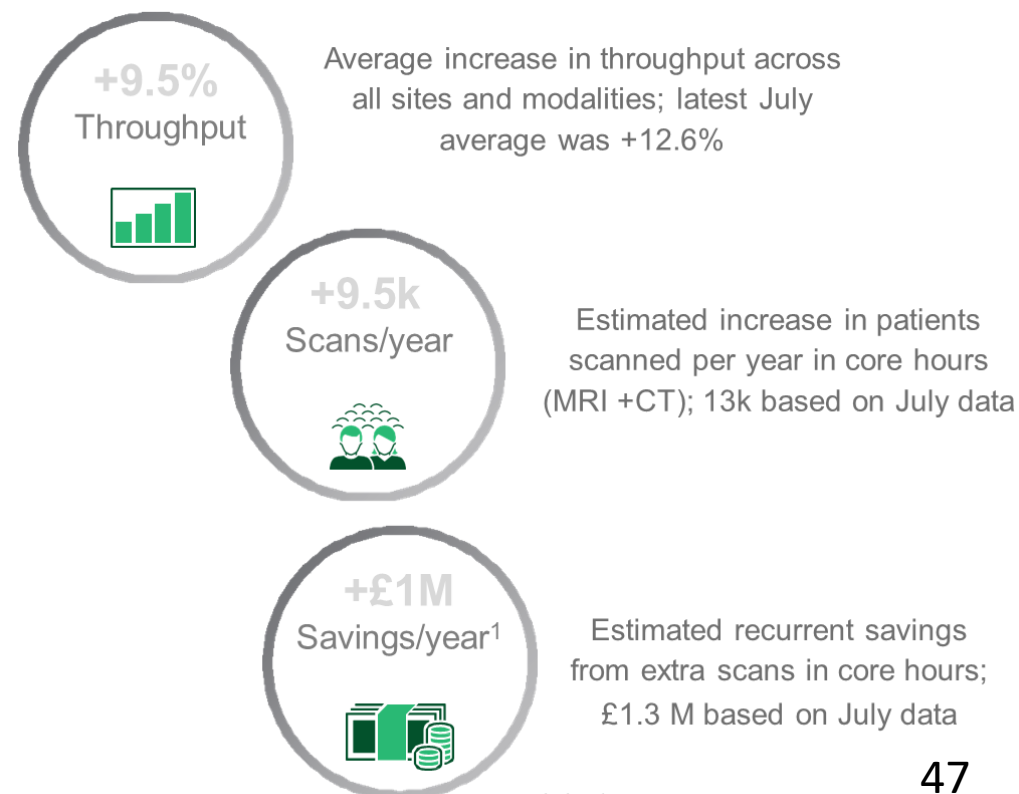 +9.5%
Throughput
Average increase in throughput across
all sites and modalities; latest July
average was +12.6%
+9.5k
Scans/year
Estimated increase in patients
scanned per year in core hours
(MRI +CT); 13k based on July data
+£1M
Savings/year¹
Estimated recurrent savings
from extra scans in core hours;
£1.3 M based on July data
47